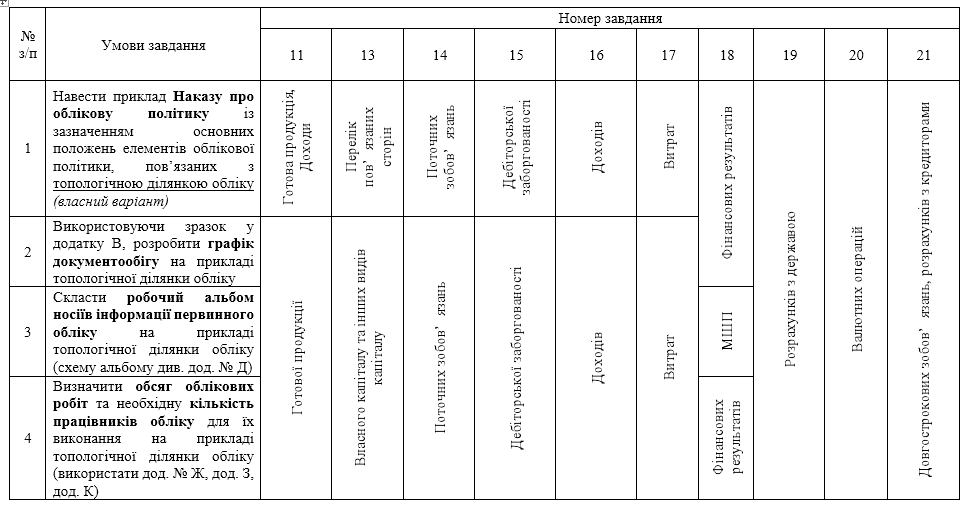 №
з/п
Умови завдання
Номер завдання
11
13
14
15
16
17
18
19
20
21
1
Навести приклад Наказу про
облікову політику із
зазначенням основних
положень елементів облікової
політики, пов’язаних з
топологічною ділянкою обліку
(власний варіант)
Готова продукція,
Доходи
Перелік
пов’ язаних
сторін
Поточних
зобов’ язань
Дебіторської
заборгованості
Доходів
Витрат
Фінансових результатів
Розрахунків з державою
Валютних операцій
Довгострокових зобов’ язань, розрахунків з кредиторами
2
Використовуючи зразок у
додатку В, розробити графік
документообігу на прикладі
топологічної ділянки обліку
Готової продукції
Власного капіталу та інших видів
капіталу
Поточних зобов’ язань
Дебіторської заборгованості
Доходів
Витрат
3
Скласти робочий альбом
носіїв інформації первинного
обліку на прикладі
топологічної ділянки обліку
(схему альбому див. дод. № Д)
МШП
4
Визначити обсяг облікових
робіт та необхідну кількість
працівників обліку для їх
виконання на прикладі
топологічної ділянки обліку
(використати дод. № Ж, дод. З,
дод. К)
Фінансових
результатів